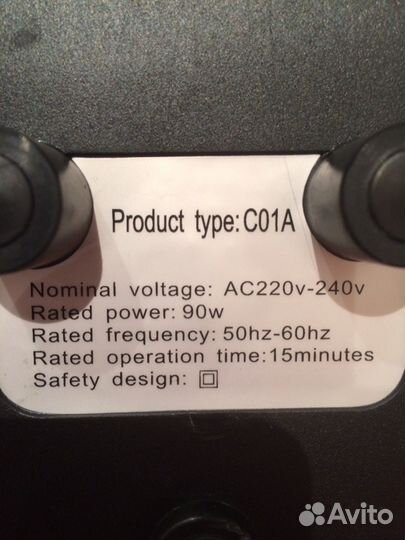 Product type:C01A
Nominal voltage: AC220v-240v
Rated power: 90w
Rated frequency: 50hz-60hz
Rated operation time:15minutes
Safety design:
Avito